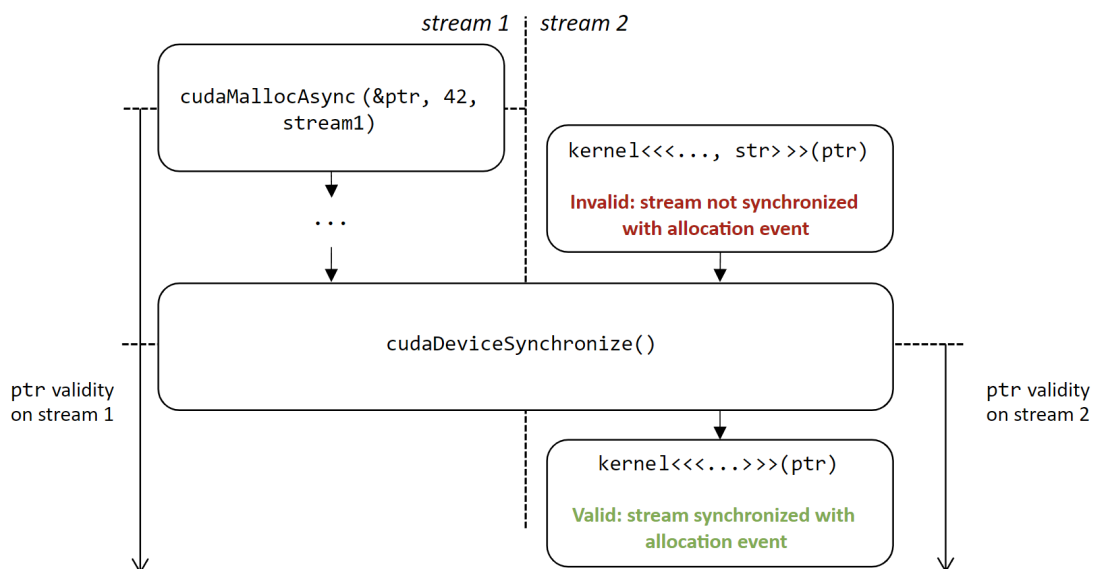 stream 1
stream 2
cudaMallocAsync (&ptr, 42,
stream1)
kernel<<<..., str> >>(ptr)
Invalid: stream not synchronized
with allocation event
...
cudaDeviceSynchronize()
ptr validity
on stream 1
ptr validity
on stream 2
kernel<<<...>>>(ptr)
Valid: stream synchronized with
allocation event